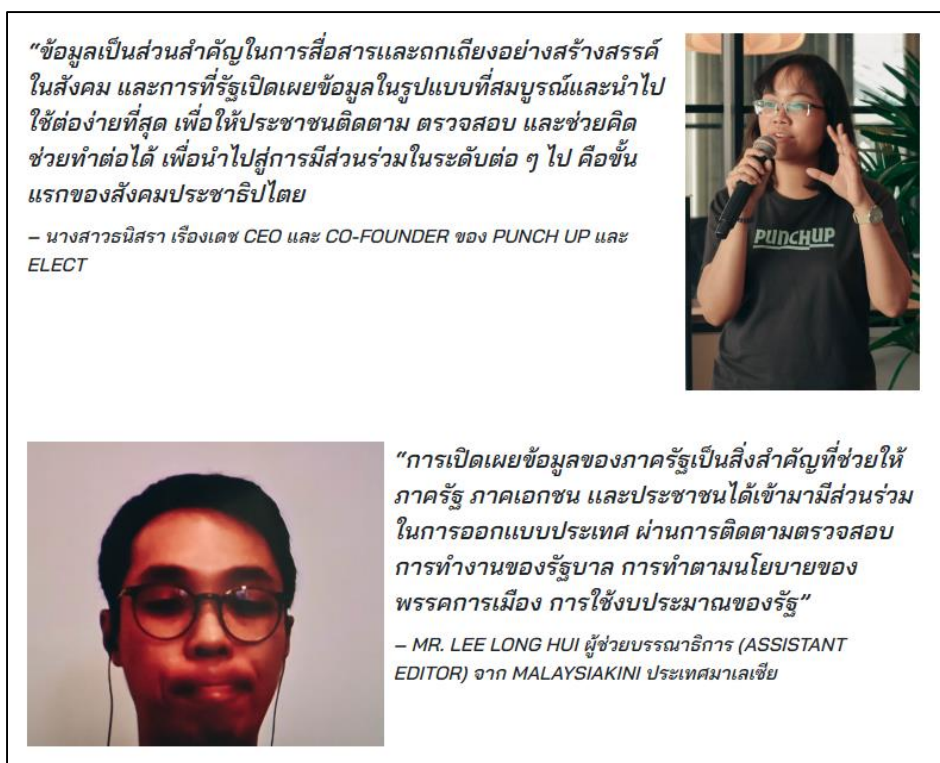 “ข้อมูลเป็นส่วนสำคัญในการสื่อสารและถกเถียงอย่างสร้างสรรค์
ในสังคม และการที่รัฐเปิดเผยข้อมูลในรูปแบบที่สมบูรณ์และนำไป
ใช้ต่อง่ายที่สุด เพื่อให้ประชาชนติดตาม ตรวจสอบ และช่วยคิด
ช่วยทำต่อได้ เพื่อนำไปสู่การมีส่วนร่วมในระดับต่อ ๆ ไป คือขั้น
แรกของสังคมประชาธิปไตย
– นางสาวธนิสรา เรืองเดช CEO และ CO-FOUNDER ของ PUNCH UP และ
ELECT
PUNCHUP
“การเปิดเผยข้อมูลของภาครัฐเป็นสิ่งสำคัญที่ช่วยให้
ภาครัฐ ภาคเอกชน และประชาชนได้เข้ามามีส่วนร่วม
ในการออกแบบประเทศ ผ่านการติดตามตรวจสอบ
การทำงานของรัฐบาล การทำตามนโยบายของ
พรรคการเมือง การใช้งบประมาณของรัฐ”
– MR. LEE LONG HUI ผู้ช่วยบรรณาธิการ (ASSISTANT
EDITOR) จาก MALAYSIAKINI ประเทศมาเลเซีย